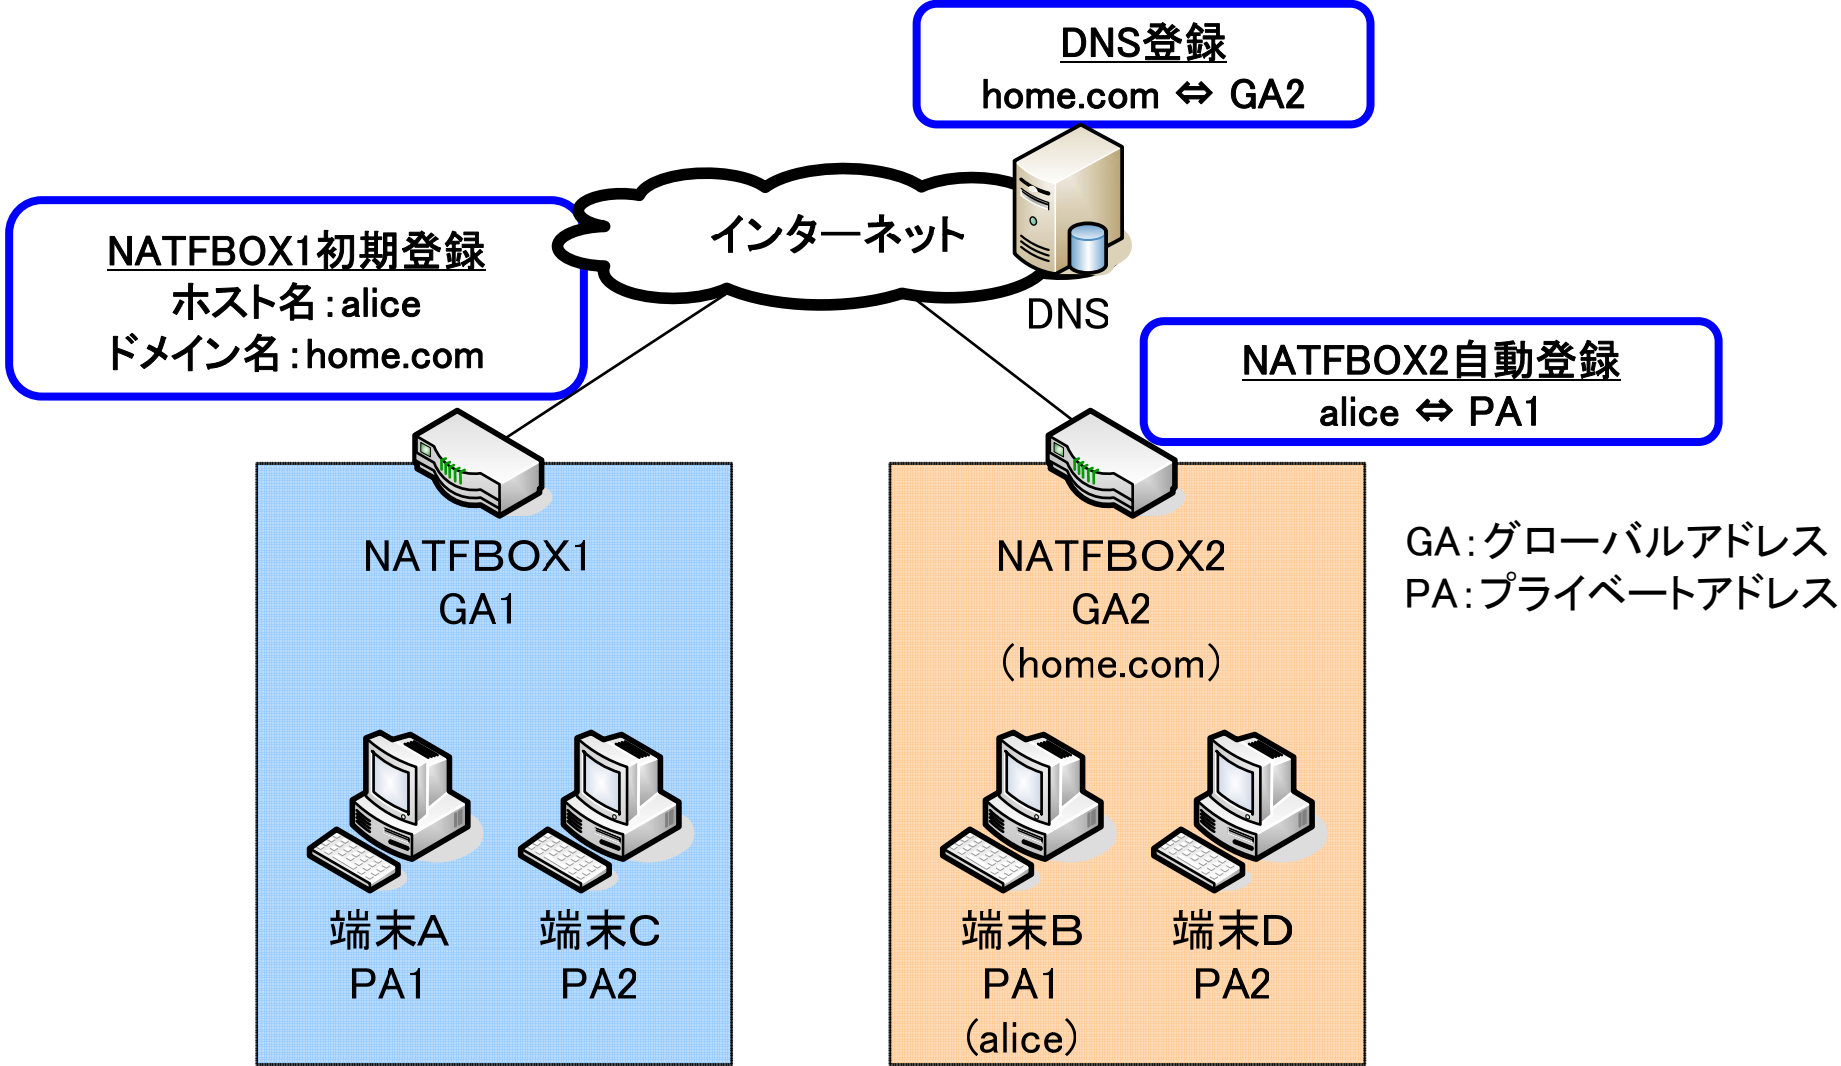 DNS登録
home.com ⇔ GA2
インターネット
DNS
NATFBOX1初期登録
ホスト名：alice
ドメイン名：home.com
NATFBOX2自動登録
alice ⇔ PA1
NATFBOX1
GA1
NATFBOX2
GA2
（home.com）
GA：グローバルアドレス
PA：プライベートアドレス
端末A
PA1
端末C
PA2
端末B
PA1
（alice）
端末D
PA2